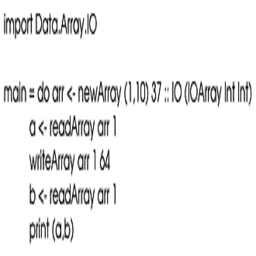 import Data.Array.IO
main = do arr <- newArray (1,10) 37 :: IO (IOArray Int Int)
a <- readArray arr 1
writeArray arr 1 64
b <- readArray arr 1
print (a,b)